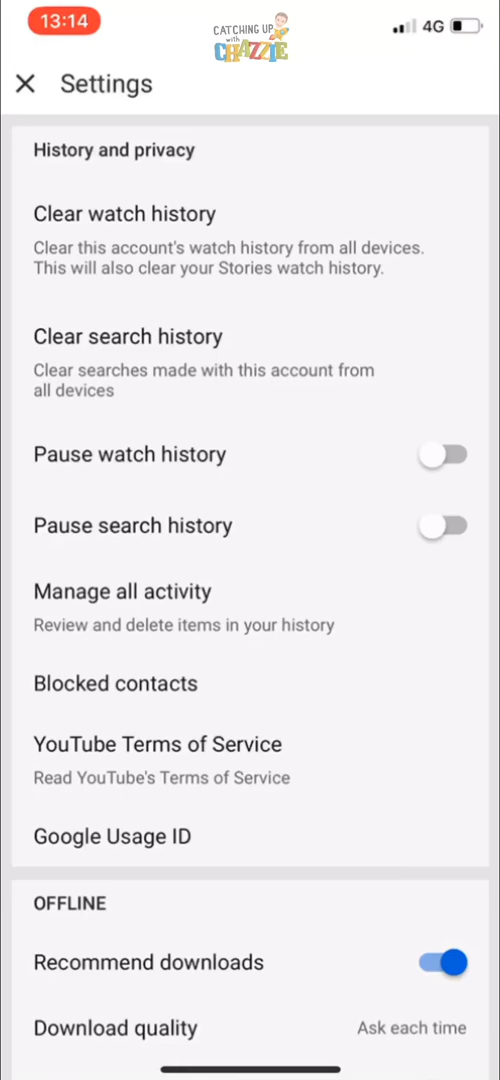 13:14
CATCHING UP
with
CHAZZIE
4G
Settings
History and privacy
Clear watch history
Clear this account's watch history from all devices.
This will also clear your Stories watch history.
Clear search history
Clear searches made with this account from
all devices
Pause watch history
Pause search history
Manage all activity
Review and delete items in your history
Blocked contacts
YouTube Terms of Service
Read YouTube's Terms of Service
Google Usage ID
OFFLINE
Recommend downloads
Download quality Ask each time